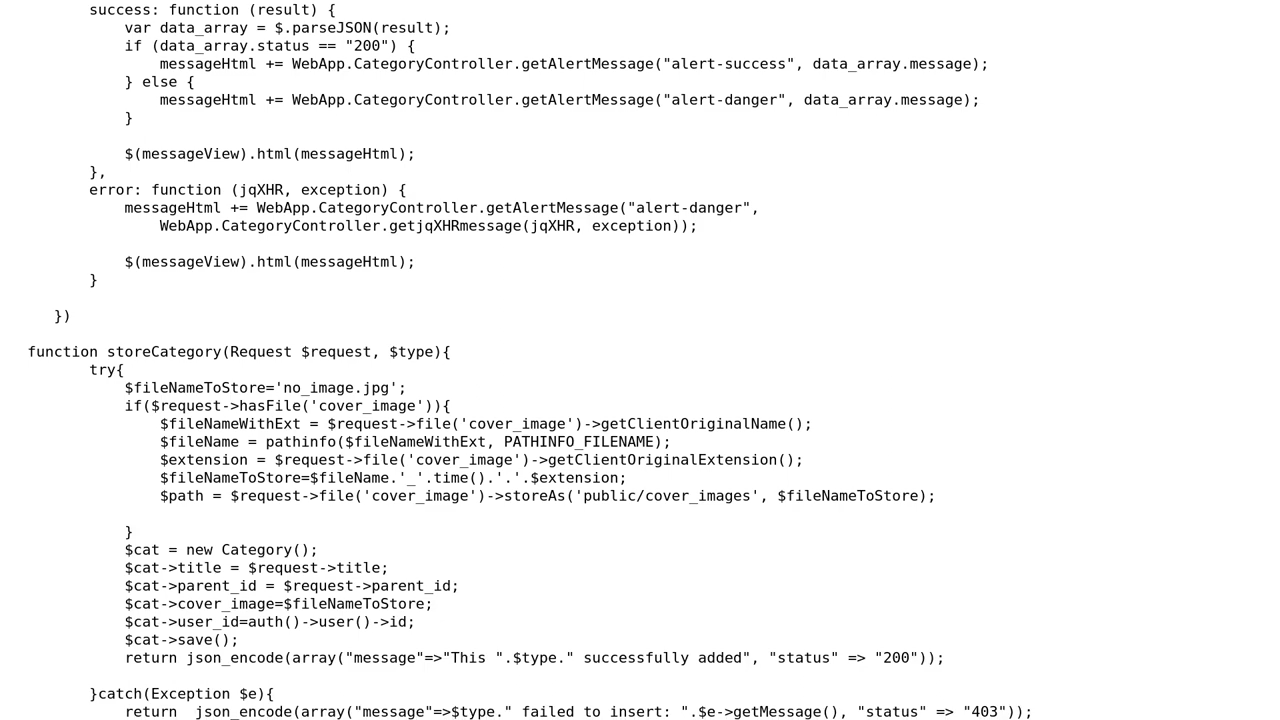 success: function (result) {
var data_array = $.parseJSON(result);
if (data_array.status == "200") {
messageHtml += WebApp.CategoryController.getAlertMessage("alert-success", data_array.message);
} else {
messageHtml += WebApp.CategoryController.getAlertMessage("alert-danger", data_array.message);
}
$(messageView).html(messageHtml);
},
error: function (jqXHR, exception) {
messageHtml += WebApp.CategoryController.getAlertMessage("alert-danger",
WebApp.CategoryController.getjqXHRmessage(jqXHR, exception));
$(messageView).html(messageHtml);
}
})
function storeCategory(Request $request, $type){
try{
$fileNameToStore='no_image.jpg';
if($request->hasFile('cover_image')){
$fileNameWithExt = $request->file('cover_image')->getClientOriginalName();
$fileName = pathinfo($fileNameWithExt, PATHINFO_FILENAME);
$extension = $request->file('cover_image')->getClientOriginalExtension();
$fileNameToStore=$fileName.'_'.time().'.'.$extension;
$path = $request->file('cover_image')->storeAs('public/cover_images', $fileNameToStore);
}
$cat = new Category();
$cat->title = $request->title;
$cat->parent_id = $request->parent_id;
$cat->cover_image=$fileNameToStore;
$cat->user_id=auth()->user()->id;
$cat->save();
return json_encode(array("message"=>"This ".$type." successfully added", "status" => "200"));
}catch(Exception $e){
return  json_encode(array("message"=>$type." failed to insert: ".$e->getMessage(), "status" => "403"));